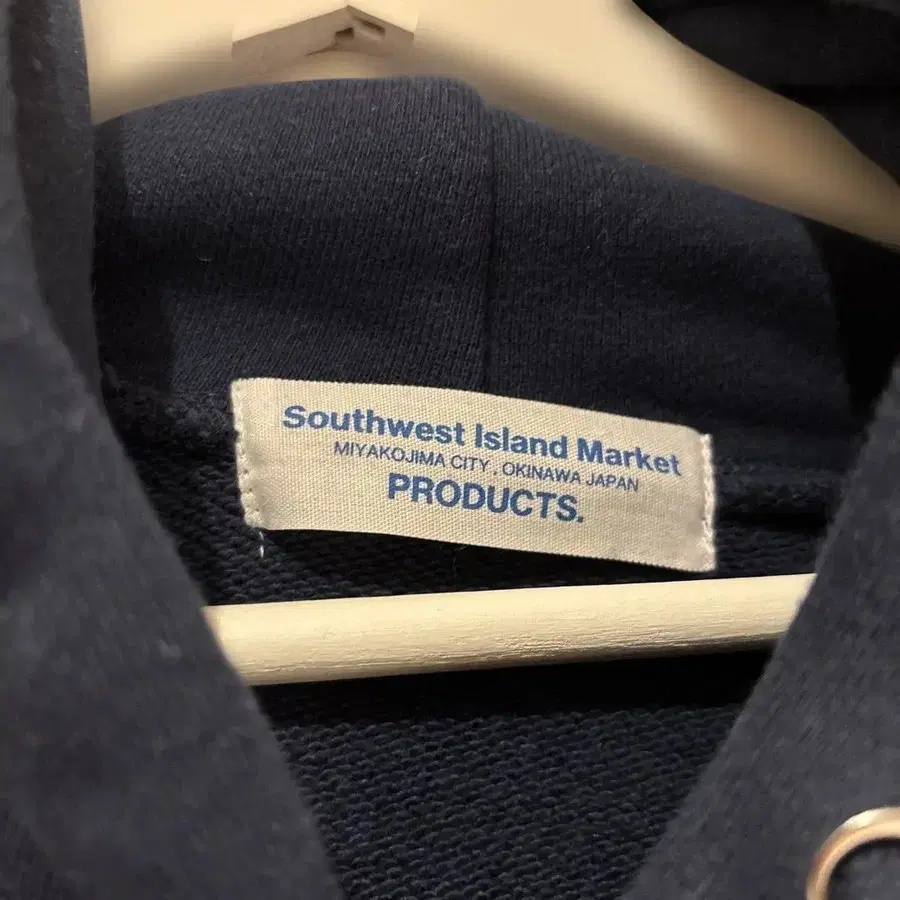 Southwest Island Market
MIYAKOJIMA CITY , OKINAWA JAPAN
PRODUCTS.